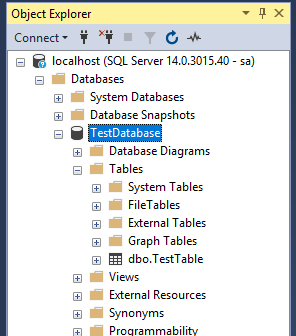 Object Explorer
Connect
localhost (SQL Server 14.0.3015.40 - sa)
Databases
System Databases
Database Snapshots
TestDatabase
Database Diagrams
Tables
System Tables
FileTables
External Tables
Graph Tables
dbo.TestTable
Views
External Resources
Synonyms
Programmability